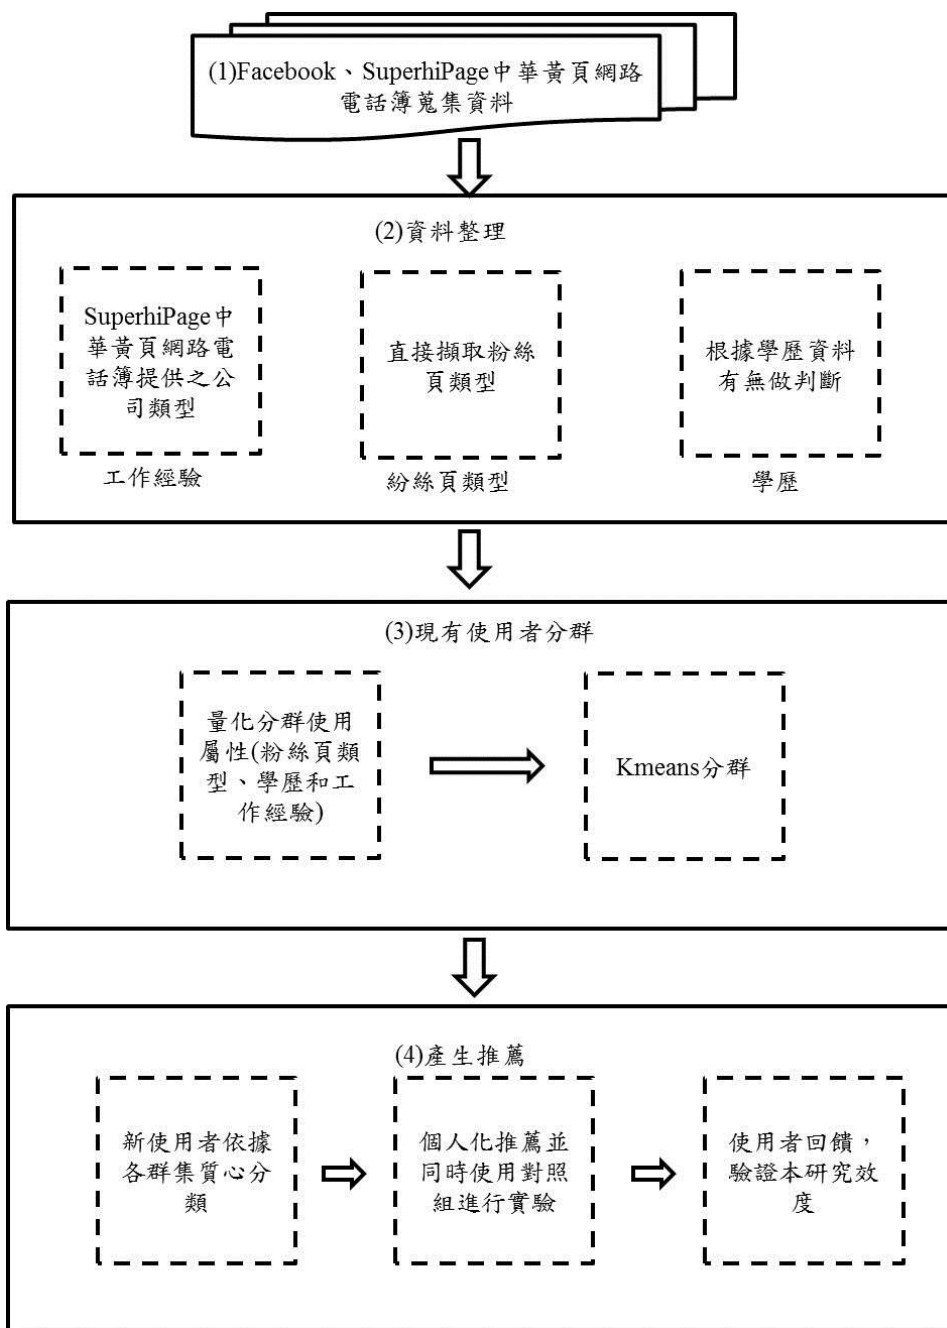 (1)Facebook、SuperhiPage中華黃頁網路
電話簿蒐集資料
(2)資料整理
SuperhiPage中
華黃頁網路電
話簿提供之公
司類型
工作經驗
直接擷取粉絲
頁類型
紛絲頁類型
根據學歷資料
有無做判斷
學歷
(3)現有使用者分群
量化分群使用
屬性(粉絲頁類
型、學歷和工
作經驗)
Kmeans分群
(4)產生推薦
新使用者依據
各群集質心分
類
個人化推薦並
同時使用對照
組進行實驗
使用者回饋，
驗證本研究效
度